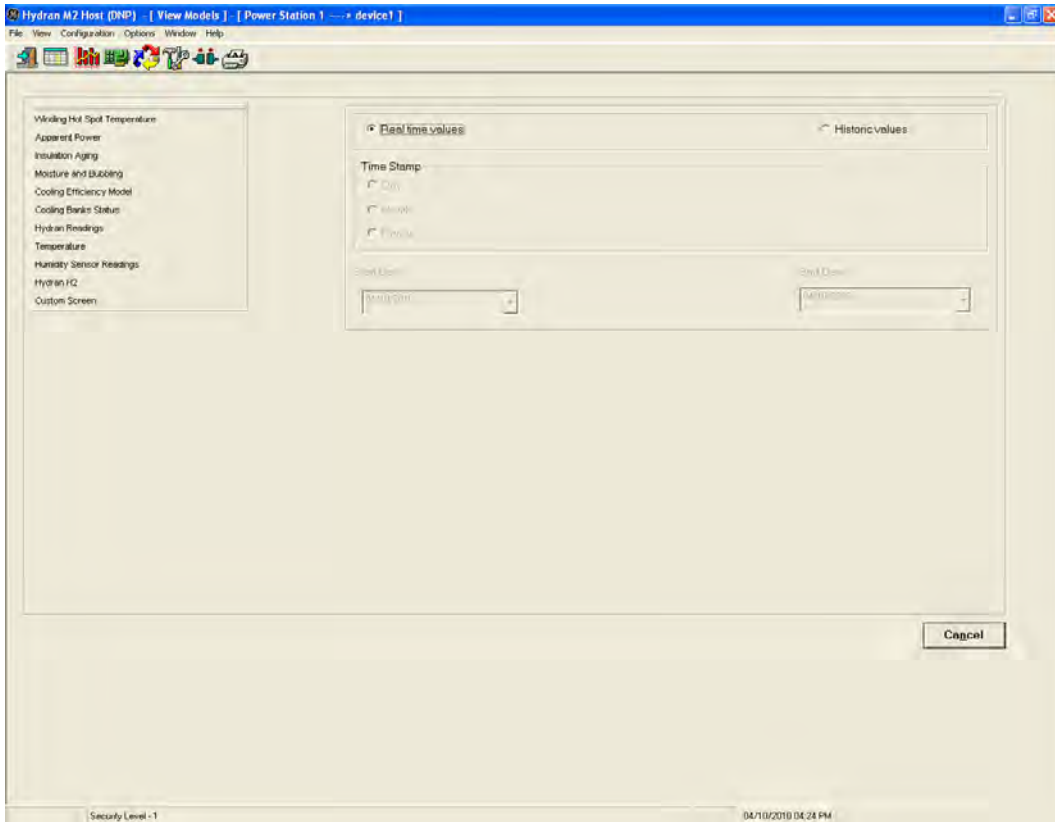 Hydran M2 Host (DNP) - [ View Models ] - [ Power Station 1 ----> device1 ]
File View Configuration Options Window Help
Winding Hot Spot Temperature
Apparent Power
Insulation Aging
Moisture and Bubbling
Cooling Efficiency Model
Cooling Banks Status
Hydran Readings
Temperature
Humidity Sensor Readings
Hydran H2
Custom Screen
Real time values
Historic values
Time Stamp
Cancel
Security Level - 1
04/10/2010 04:24 PM